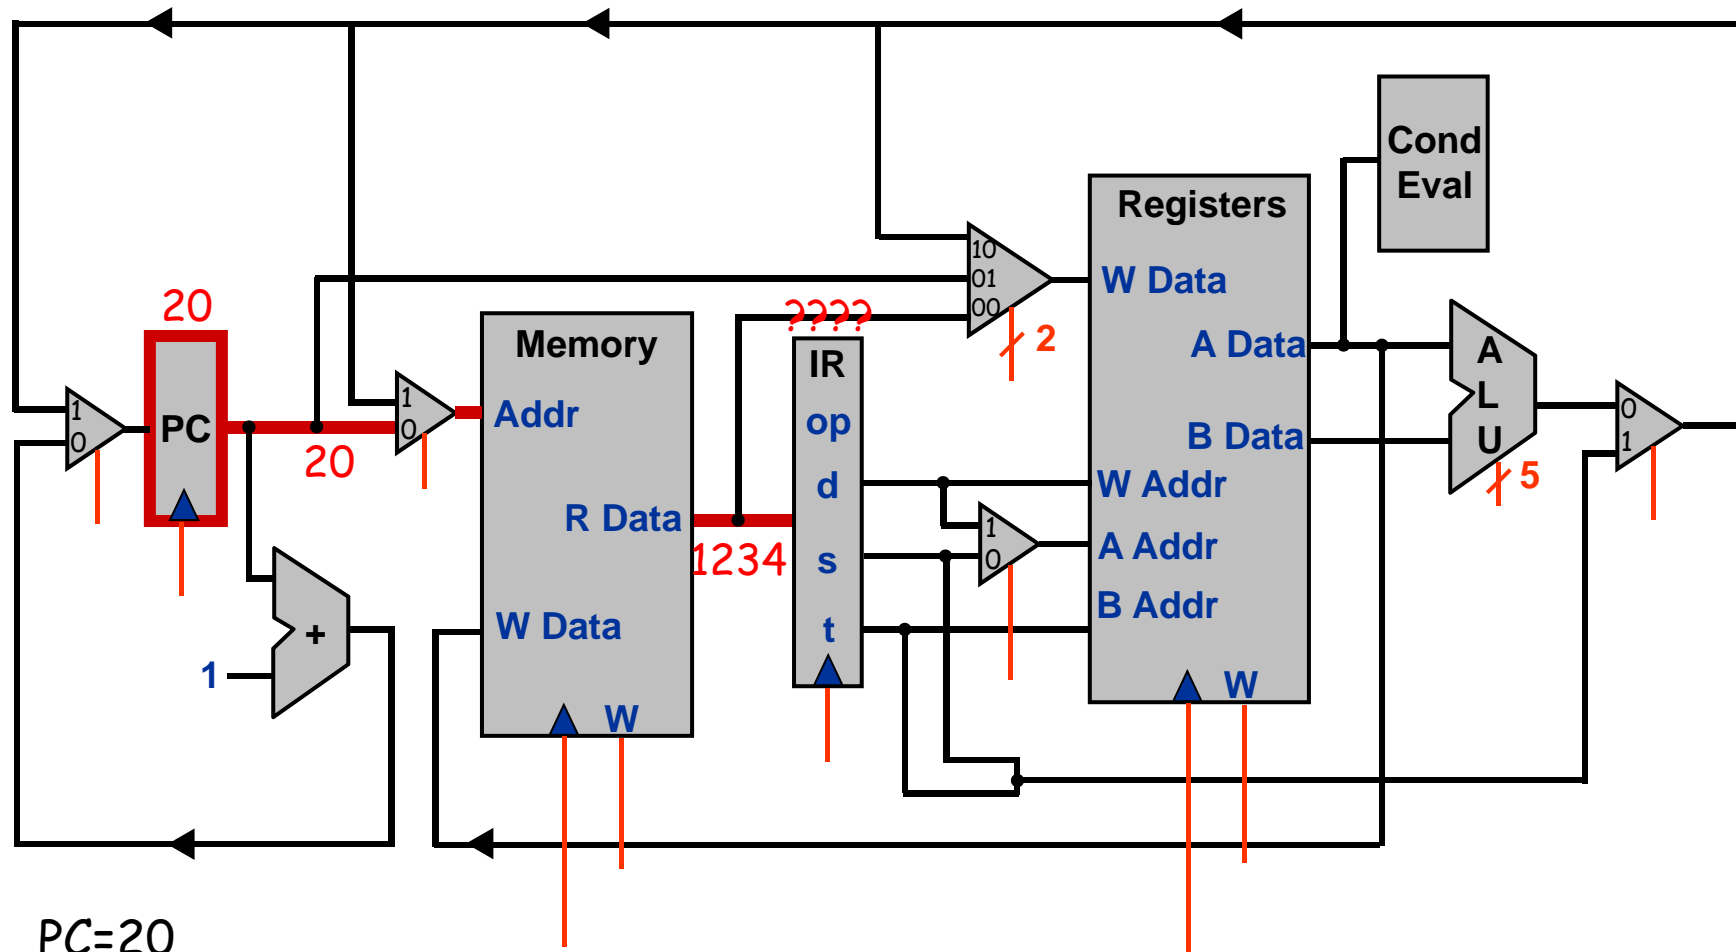 Cond
Eval
Registers
10
01
00
W Data
20
????
2
Memory
IR
A Data
A
L
U
1
0
PC
1
0
Addr
op
0
1
20
B Data
5
d
W Addr
R Data
1234
s
1
0
A Addr
B Addr
W Data
t
+
1
W
W
PC=20